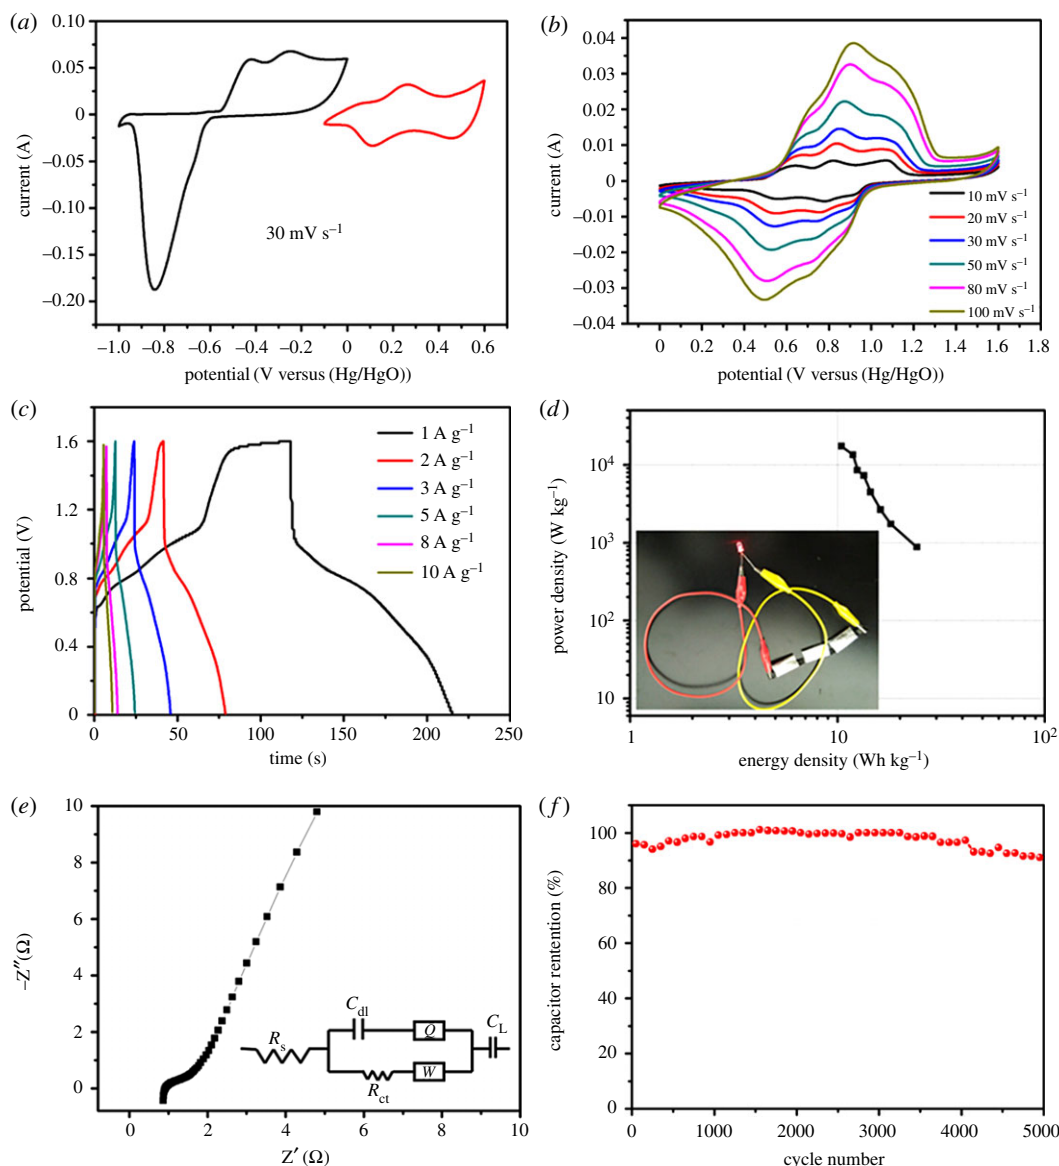 (a)
0.10
0.05
0
–0.05
–0.10
–0.15
–0.20
current (A)
30 mV s⁻¹
–1.0 –0.8 –0.6 –0.4 –0.2 0 0.2 0.4 0.6
potential (V versus (Hg/HgO))
(b)
0.04
0.03
0.02
0.01
0
–0.01
–0.02
–0.03
–0.04
current (A)
10 mV s⁻¹
20 mV s⁻¹
30 mV s⁻¹
50 mV s⁻¹
80 mV s⁻¹
100 mV s⁻¹
0 0.2 0.4 0.6 0.8 1.0 1.2 1.4 1.6 1.8
potential (V versus (Hg/HgO))
(c)
1.6
1.2
0.8
0.4
0
potential (V)
1 A g⁻¹
2 A g⁻¹
3 A g⁻¹
5 A g⁻¹
8 A g⁻¹
10 A g⁻¹
0 50 100 150 200 250
time (s)
(d)
10⁴
10³
10²
10
power density (W kg⁻¹)
1 10 10²
energy density (Wh kg⁻¹)
(e)
10
8
6
4
2
0
–Z″(Ω)
R_s
C_dl
Q
C_L
W
R_ct
0 2 4 6 8 10
Z′ (Ω)
(f)
100
80
60
40
20
0
100
capacitor rentention (%)
0 1000 2000 3000 4000 5000
cycle number